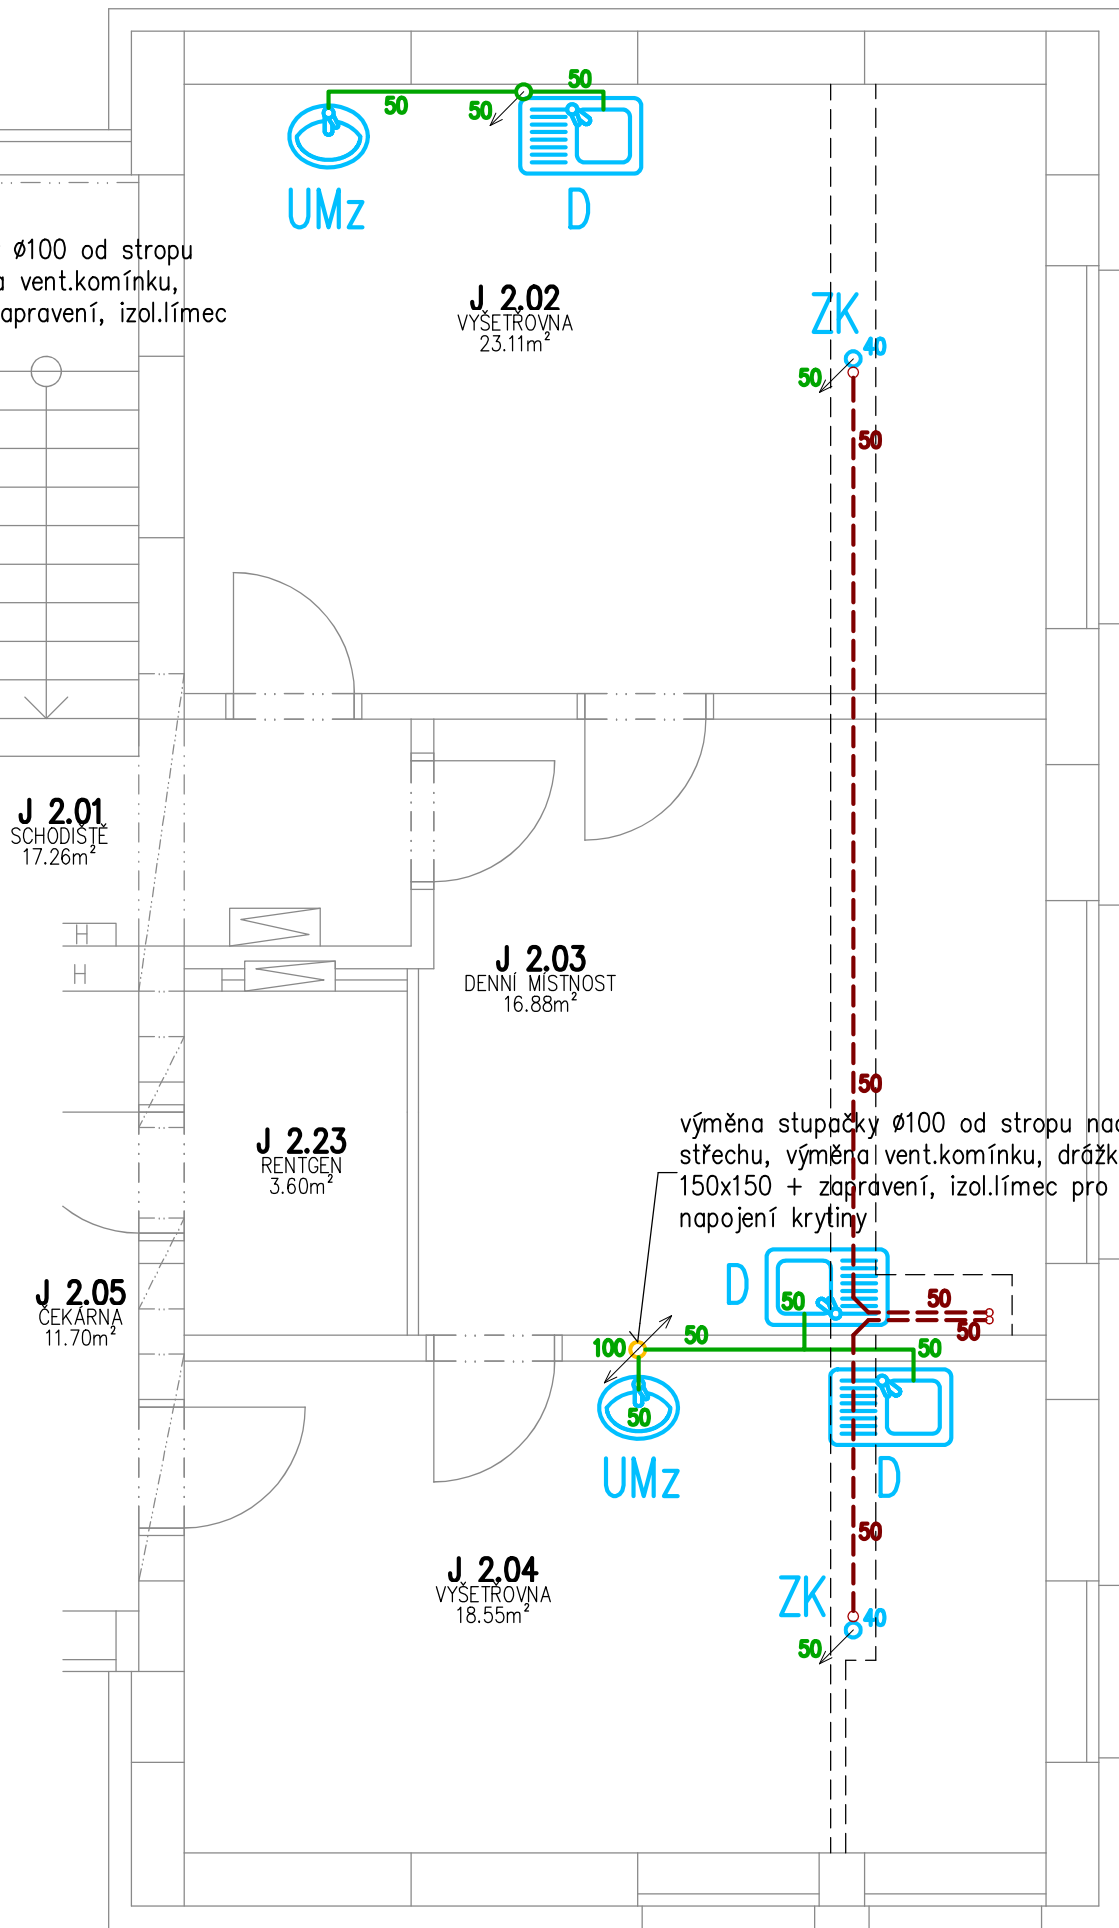 50
50
50
UMz
D
ø100 od stropu
vent.komínku,
apravení, izol.límec
J 2.02
VYŠETŘOVNA
23.11m²
ZK
40
50
50
J 2.01
SCHODIŠTĚ
17.26m²
H
H
J 2.03
DENNÍ MÍSTNOST
16.88m²
50
výměna stupačky ø100 od stropu nad
střechu, výměna vent.komínku, drážk
150x150 + zapravení, izol.límec pro
napojení krytiny
J 2.23
RENTGEN
3.60m²
J 2.05
ČEKÁRNA
11.70m²
D
50
50
50
100
50
50
50
UMz
D
50
J 2.04
VYŠETŘOVNA
18.55m²
ZK
40
50